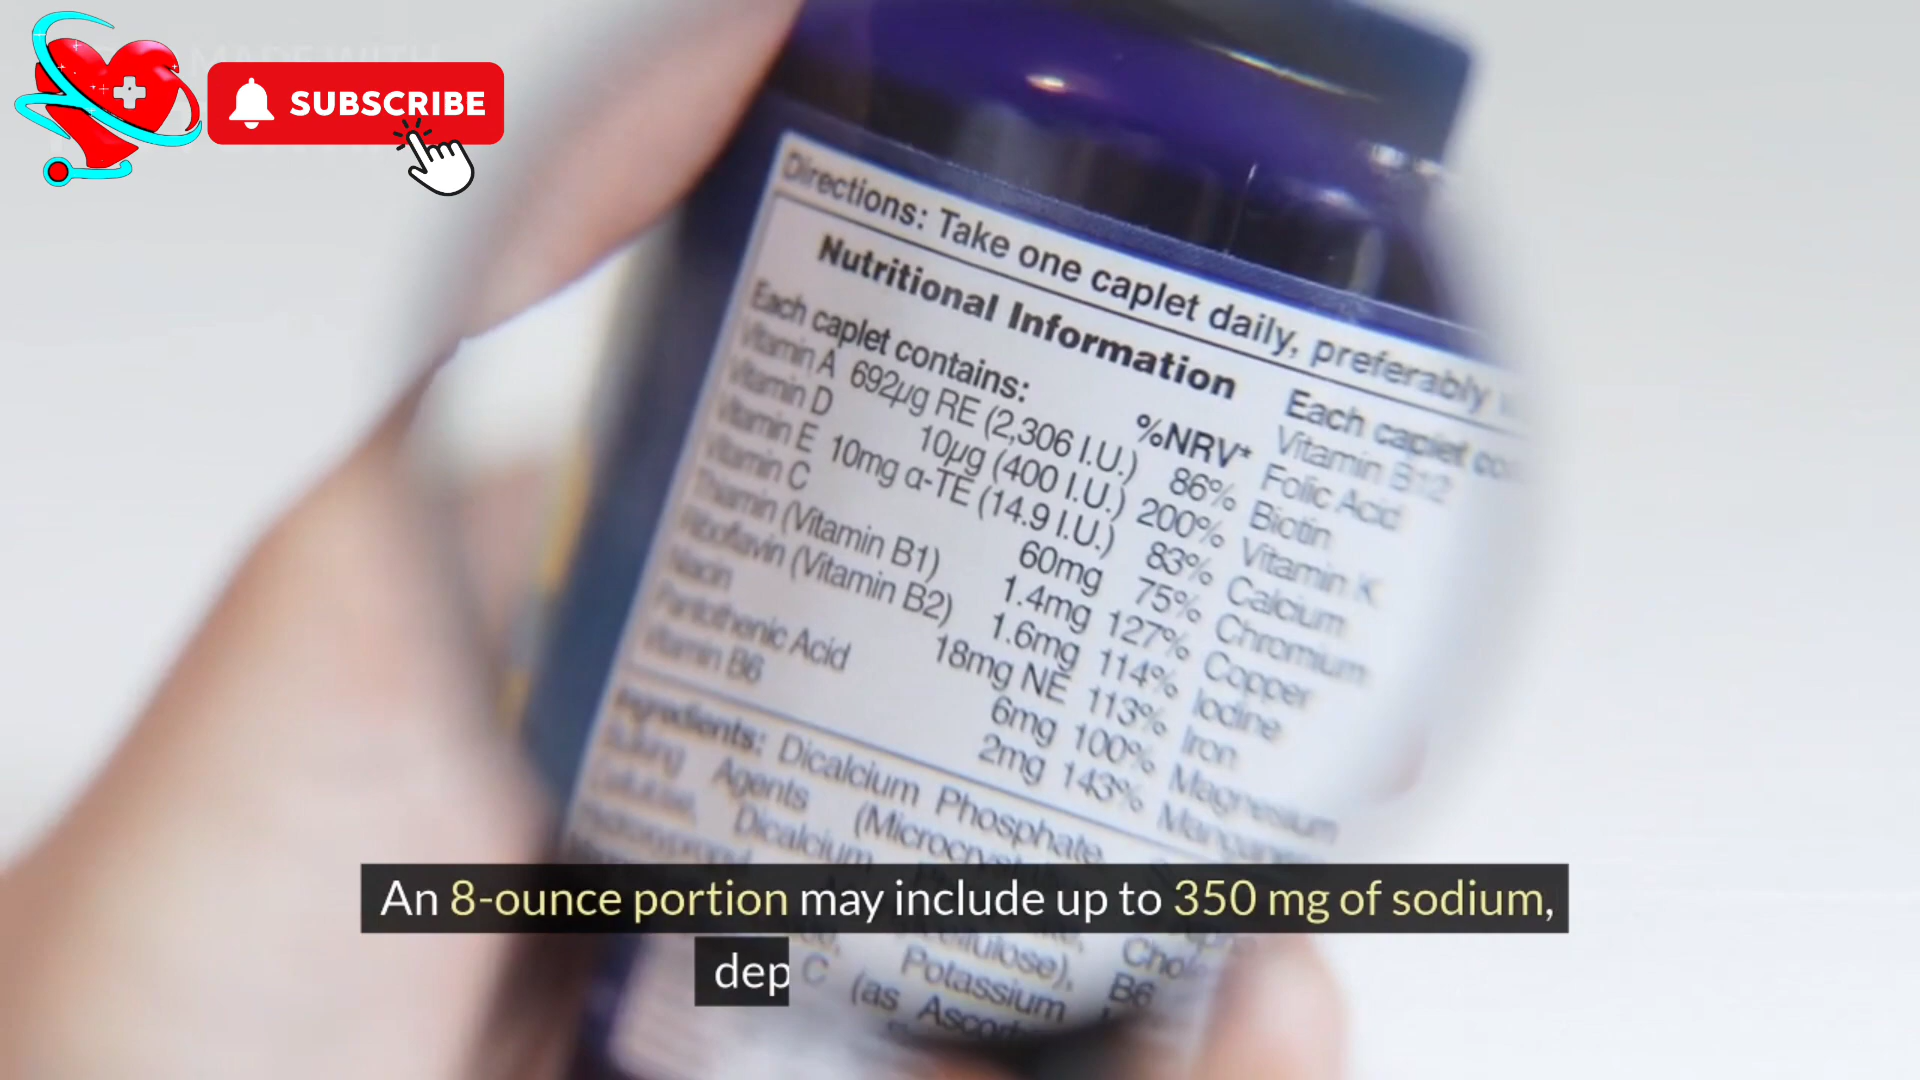 SUBSCRIBE
Directions: Take one caplet daily, preferably
Nutritional Information
Each caplet contains: %NRV*
Vitamin A 692µg RE (2,306 I.U.) 86%
Vitamin D 10µg (400 I.U.) 200%
Vitamin E 10mg α-TE (14.9 I.U.) 83%
Vitamin C 60mg 75%
Thiamin (Vitamin B1) 1.4mg 127%
Riboflavin (Vitamin B2) 1.6mg 114%
Niacin 18mg NE 113%
Pantothenic Acid 6mg 100%
Vitamin B6 2mg 143%
Each caplet
Vitamin B12
Folic Acid
Biotin
Vitamin K
Calcium
Chromium
Copper
Iodine
Iron
Magnesium
Ingredients: Dicalcium Phosphate
Bulking Agents
Dicalcium
Potassium B6
C (as
An 8-ounce portion may include up to 350 mg of sodium,
dep